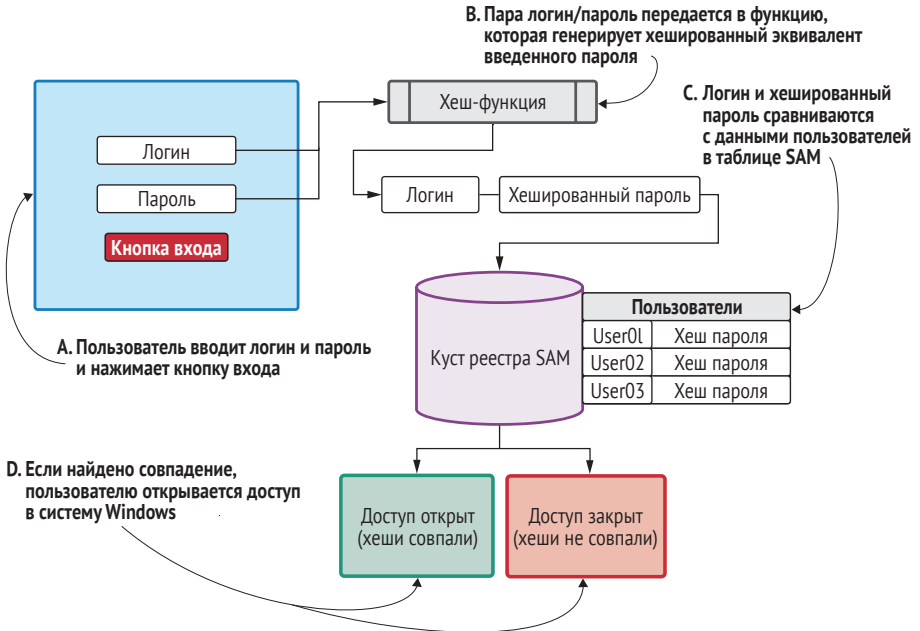 B. Пара логин/пароль передается в функцию,
которая генерирует хешированный эквивалент
введенного пароля
Хеш-функция
C. Логин и хешированный
пароль сравниваются
с данными пользователей
в таблице SAM
Логин
Пароль
Кнопка входа
Логин
Хешированный пароль
A. Пользователь вводит логин и пароль
и нажимает кнопку входа
Куст реестра SAM
Пользователи
User0l Хеш пароля
User02 Хеш пароля
User03 Хеш пароля
D. Если найдено совпадение,
пользователю открывается доступ
в систему Windows
Доступ открыт
(хеши совпали)
Доступ закрыт
(хеши не совпали)